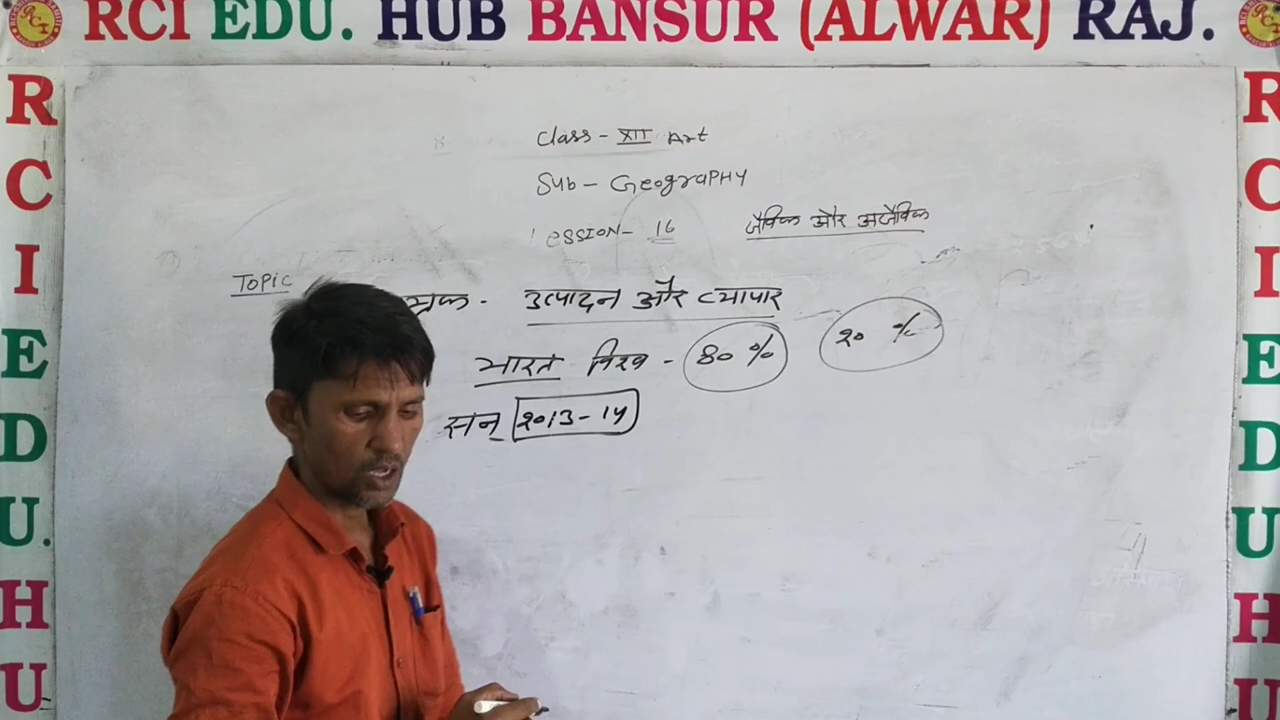 RCI EDU. HUB BANSUR (ALWAR) RAJ.
R C I E D U. H U
Class - XII Art
Sub - GeograPHY
LESSION - 16 जैविक और अजैविक
TOPIC
उत्पादन और व्यापार
भारत विश्व - 80 % 20 %
सन् 2013-14
R C I E D U H U